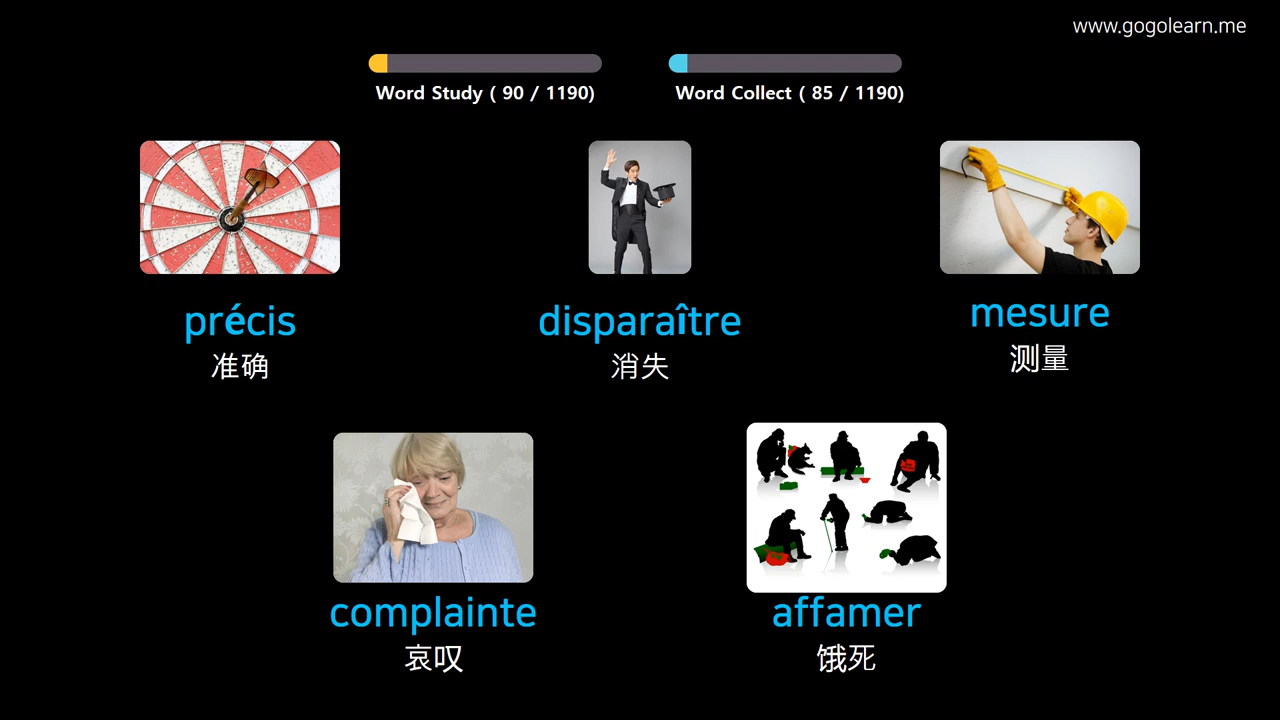 www.gogolearn.me
Word Study ( 90 / 1190)
Word Collect ( 85 / 1190)
précis
准确
disparaître
消失
mesure
测量
complainte
哀叹
affamer
饿死